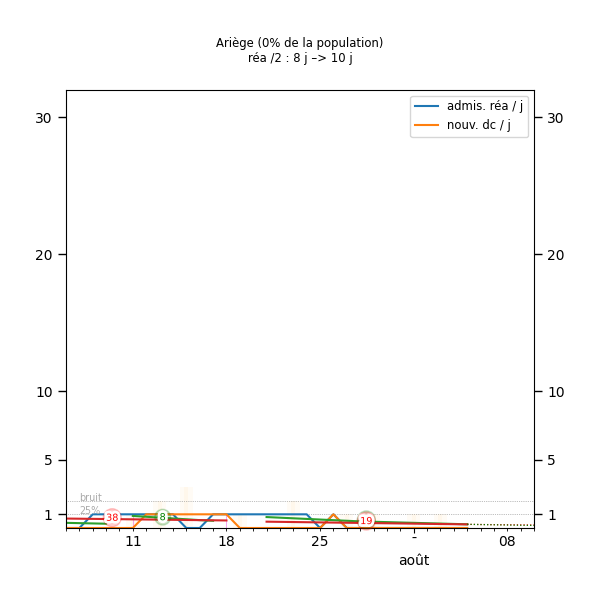 Ariège (0% de la population)
réa /2 : 8 j –> 10 j
admis. réa / j
nouv. dc / j
30 30
20 20
10 10
5 5
bruit
25%
1 38 8 19 1
11 18 25 - 08
août